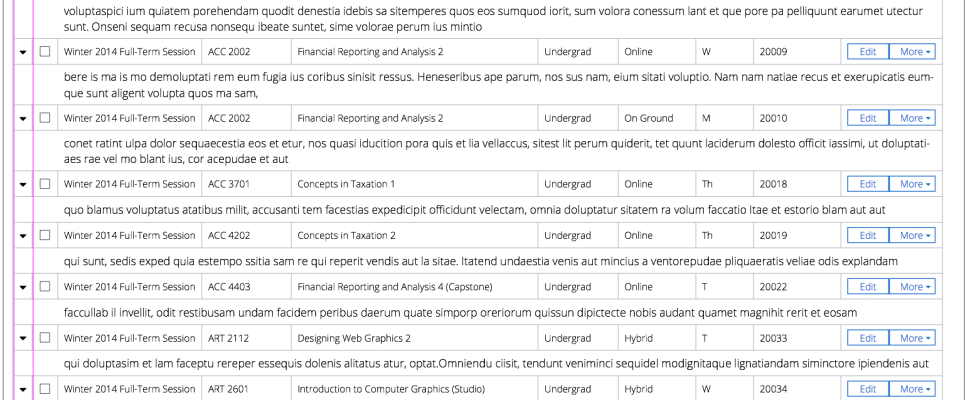 voluptaspici ium quiatem porehendam quodit denestia idebis sa sitemperes quos eos sumquod iorit, sum volora conessum lant et que pore pa pelliquunt earumet utectur
sunt. Onseni sequam recusa nonsequ ibeate suntet, sime volorae perum ius mintio
Winter 2014 Full-Term Session ACC 2002 Financial Reporting and Analysis 2 Undergrad Online W 20009 Edit More
bere is ma is mo demoluptati rem eum fugia ius coribus sinisit ressus. Heneseribus ape parum, nos sus nam, eium sitati voluptio. Nam nam natiae recus et exerupicatis eum-
que sunt aligent volupta quos ma sam,
Winter 2014 Full-Term Session ACC 2002 Financial Reporting and Analysis 2 Undergrad On Ground M 20010 Edit More
conet ratint ulpa dolor sequaecestia eos et etur, nos quasi iducition pora quis et lia vellaccus, sitest lit perum quiderit, tet quunt laciderum dolesto officit iassimi, ut doluptati-
aes rae vel mo blant ius, cor acepudae et aut
Winter 2014 Full-Term Session ACC 3701 Concepts in Taxation 1 Undergrad Online Th 20018 Edit More
quo blamus voluptatus atatibus milit, accusanti tem facestias expedicipit officidunt velectam, omnia doluptatur sitatem ra volum faccatio Itae et estorio blam aut aut
Winter 2014 Full-Term Session ACC 4202 Concepts in Taxation 2 Undergrad Online Th 20019 Edit More
qui sunt, sedis exped quia estempo ssitia sam re qui reperit vendis aut la sitae. Itatend undaestia venis aut mincius a ventorepudae pliquaeratis veliae odis explandam
Winter 2014 Full-Term Session ACC 4403 Financial Reporting and Analysis 4 (Capstone) Undergrad Online T 20022 Edit More
faccullab il invellit, odit restibusam undam facidem peribus daerum quate simporp oreriorum quissun dipictecte nobis audant quamet magnihit rerit et eosam
Winter 2014 Full-Term Session ART 2112 Designing Web Graphics 2 Undergrad Hybrid T 20033 Edit More
qui doluptasim et lam faceptu rereper essequis dolenis alitatus atur, optat.Omniendu ciisit, tendunt veniminci sequidel modignitaque lignatiandam siminctore ipiendenis aut
Winter 2014 Full-Term Session ART 2601 Introduction to Computer Graphics (Studio) Undergrad Hybrid W 20034 Edit More